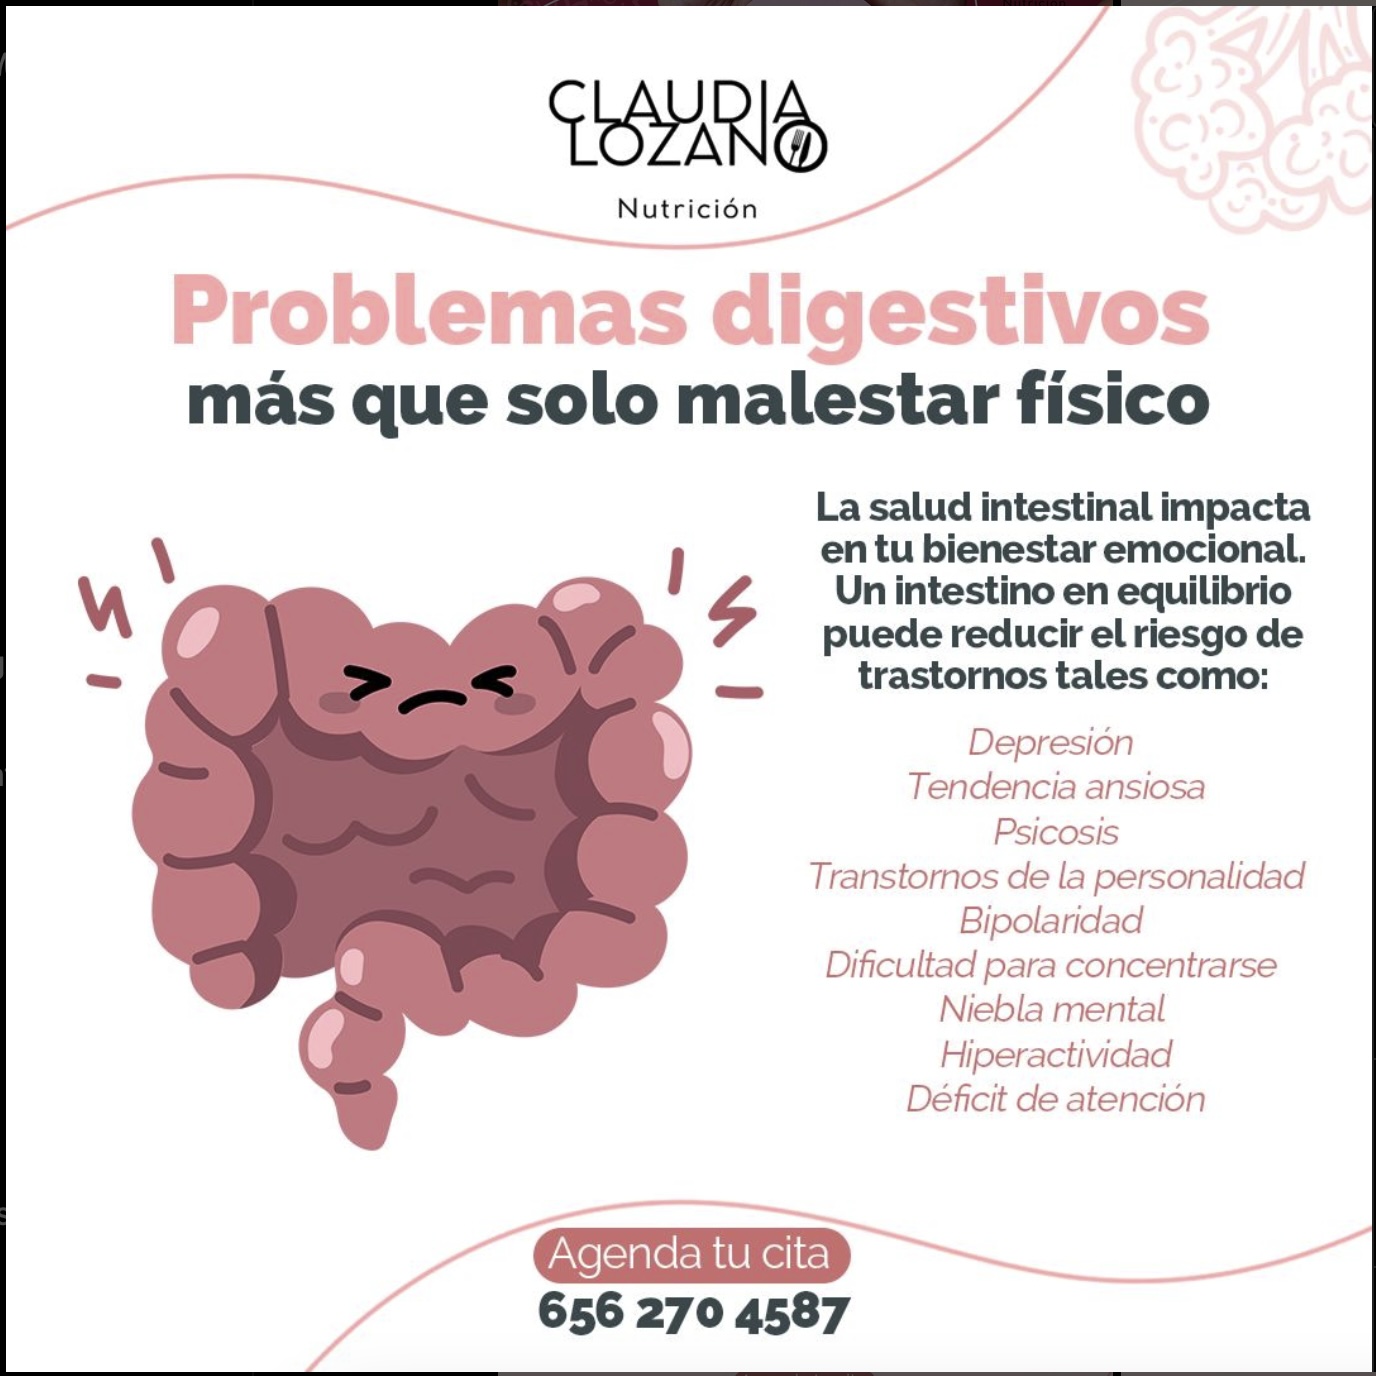 CLAUDIA
LOZANO
Nutrición
Problemas digestivos
más que solo malestar físico
La salud intestinal impacta
en tu bienestar emocional.
Un intestino en equilibrio
puede reducir el riesgo de
trastornos tales como:
Depresión
Tendencia ansiosa
Psicosis
Transtornos de la personalidad
Bipolaridad
Dificultad para concentrarse
Niebla mental
Hiperactividad
Déficit de atención
Agenda tu cita
656 270 4587